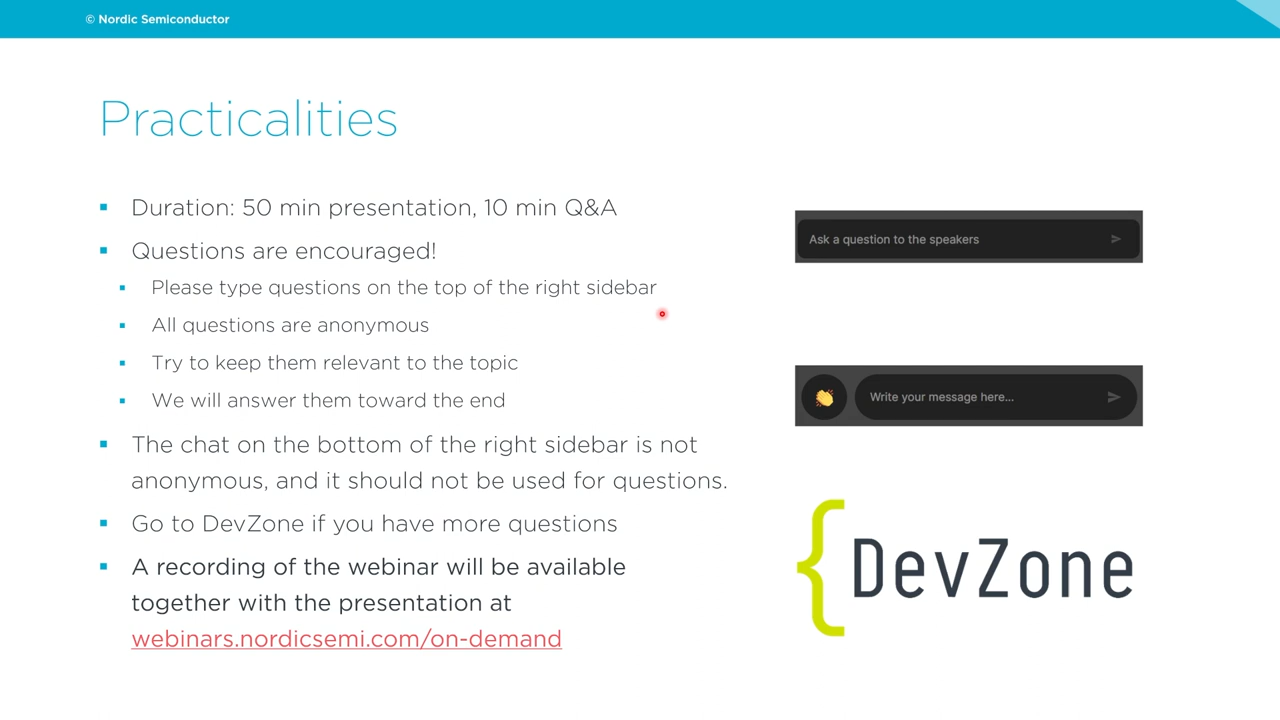 © Nordic Semiconductor
Practicalities
Duration: 50 min presentation, 10 min Q&A
Questions are encouraged!
Please type questions on the top of the right sidebar
All questions are anonymous
Try to keep them relevant to the topic
We will answer them toward the end
The chat on the bottom of the right sidebar is not
anonymous, and it should not be used for questions.
Go to DevZone if you have more questions
A recording of the webinar will be available
together with the presentation at
webinars.nordicsemi.com/on-demand
Ask a question to the speakers
Write your message here...
{DevZone